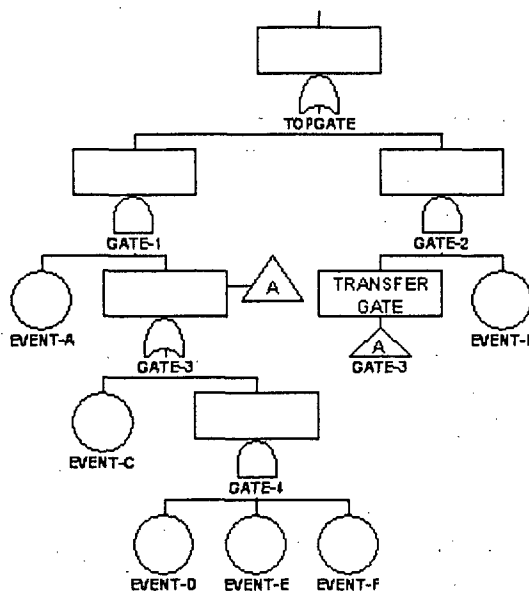 TOPGATE
GATE-1
GATE-2
A
TRANSFER
GATE
EVENT-A
A
GATE-3
GATE-3
EVENT-C
GATE-4
EVENT-D
EVENT-E
EVENT-F